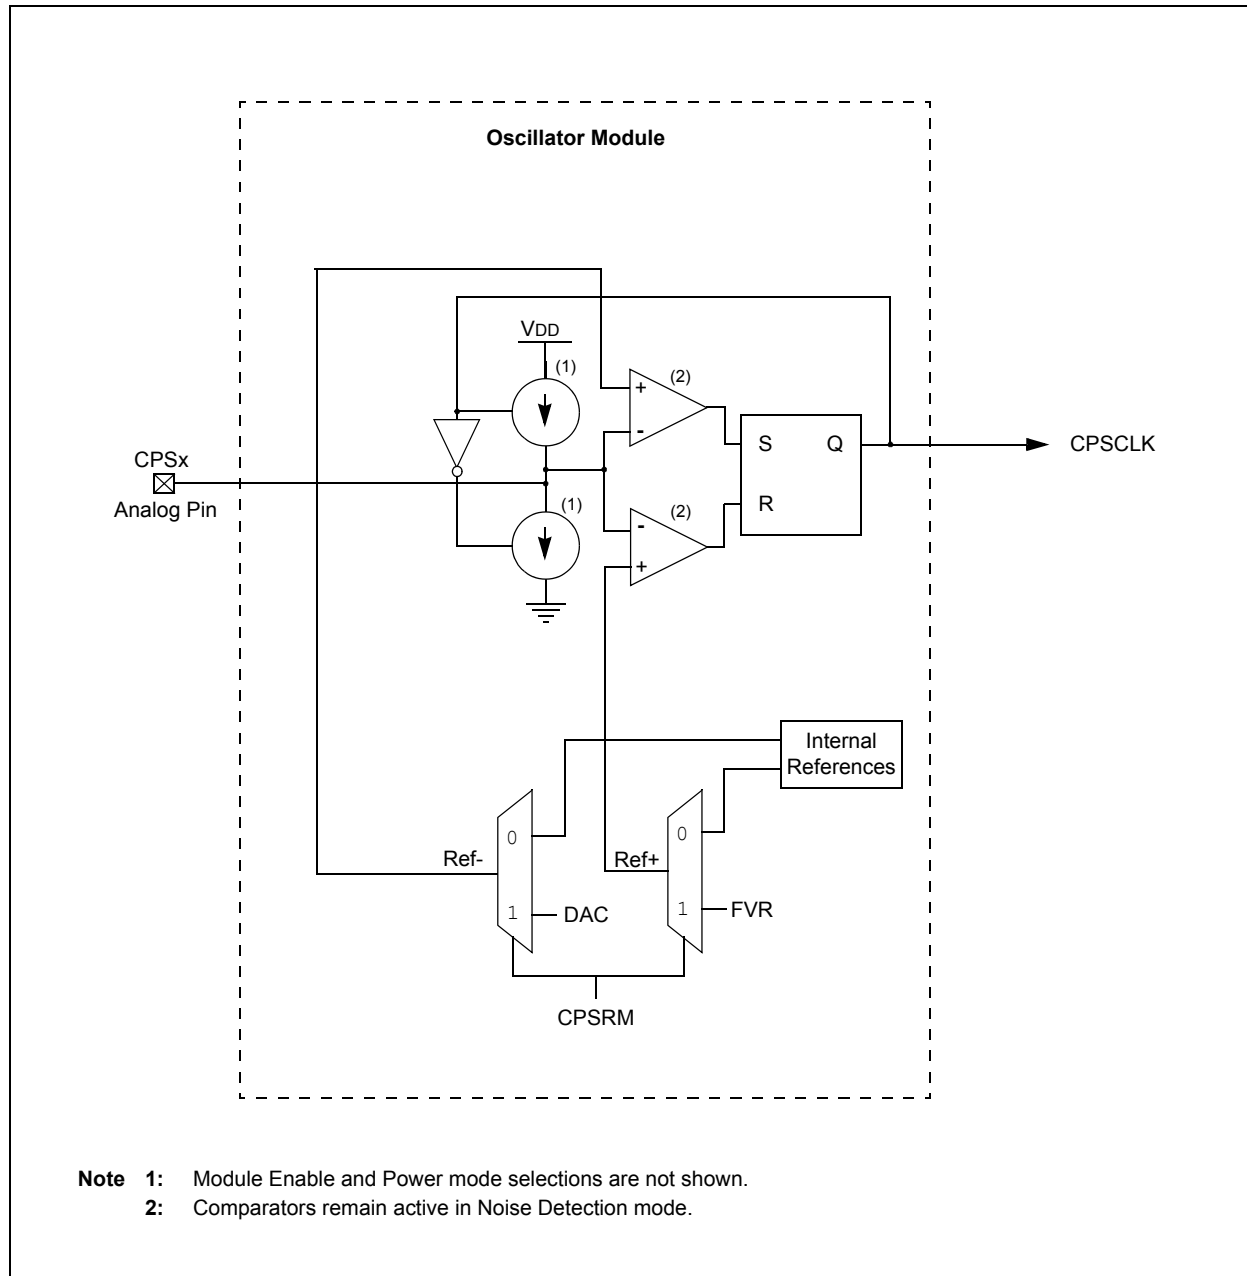 Oscillator Module
VDD
(1)
(2)
+
-
S Q
CPSCLK
CPSx
Analog Pin
R
(1)
(2)
-
+
Internal
References
0
0
Ref-
Ref+
1
DAC
1
FVR
CPSRM
Note 1: Module Enable and Power mode selections are not shown.
2: Comparators remain active in Noise Detection mode.